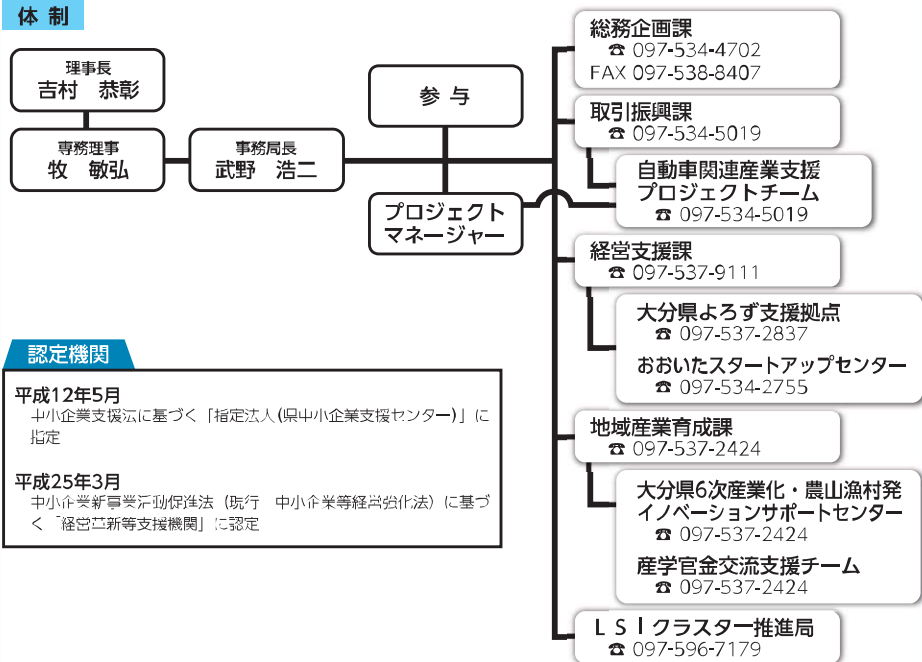 体制
理事長
吉村 恭彰
専務理事
牧 敏弘
事務局長
武野 浩二
参与
プロジェクト
マネージャー
総務企画課
☎ 097-534-4702
FAX 097-538-8407
取引振興課
☎ 097-534-5019
自動車関連産業支援
プロジェクトチーム
☎ 097-534-5019
経営支援課
☎ 097-537-9111
大分県よろず支援拠点
☎ 097-537-2837
おおいたスタートアップセンター
☎ 097-534-2755
地域産業育成課
☎ 097-537-2424
大分県6次産業化・農山漁村発
イノベーションサポートセンター
☎ 097-537-2424
産学官金交流支援チーム
☎ 097-537-2424
LSIクラスター推進局
☎ 097-596-7179
認定機関
平成12年5月
中小企業支援法に基づく「指定法人(県中小企業支援センター)」に
指定
平成25年3月
中小企業新事業活動促進法（現行 中小企業等経営強化法）に基づ
く「経営革新等支援機関」に認定